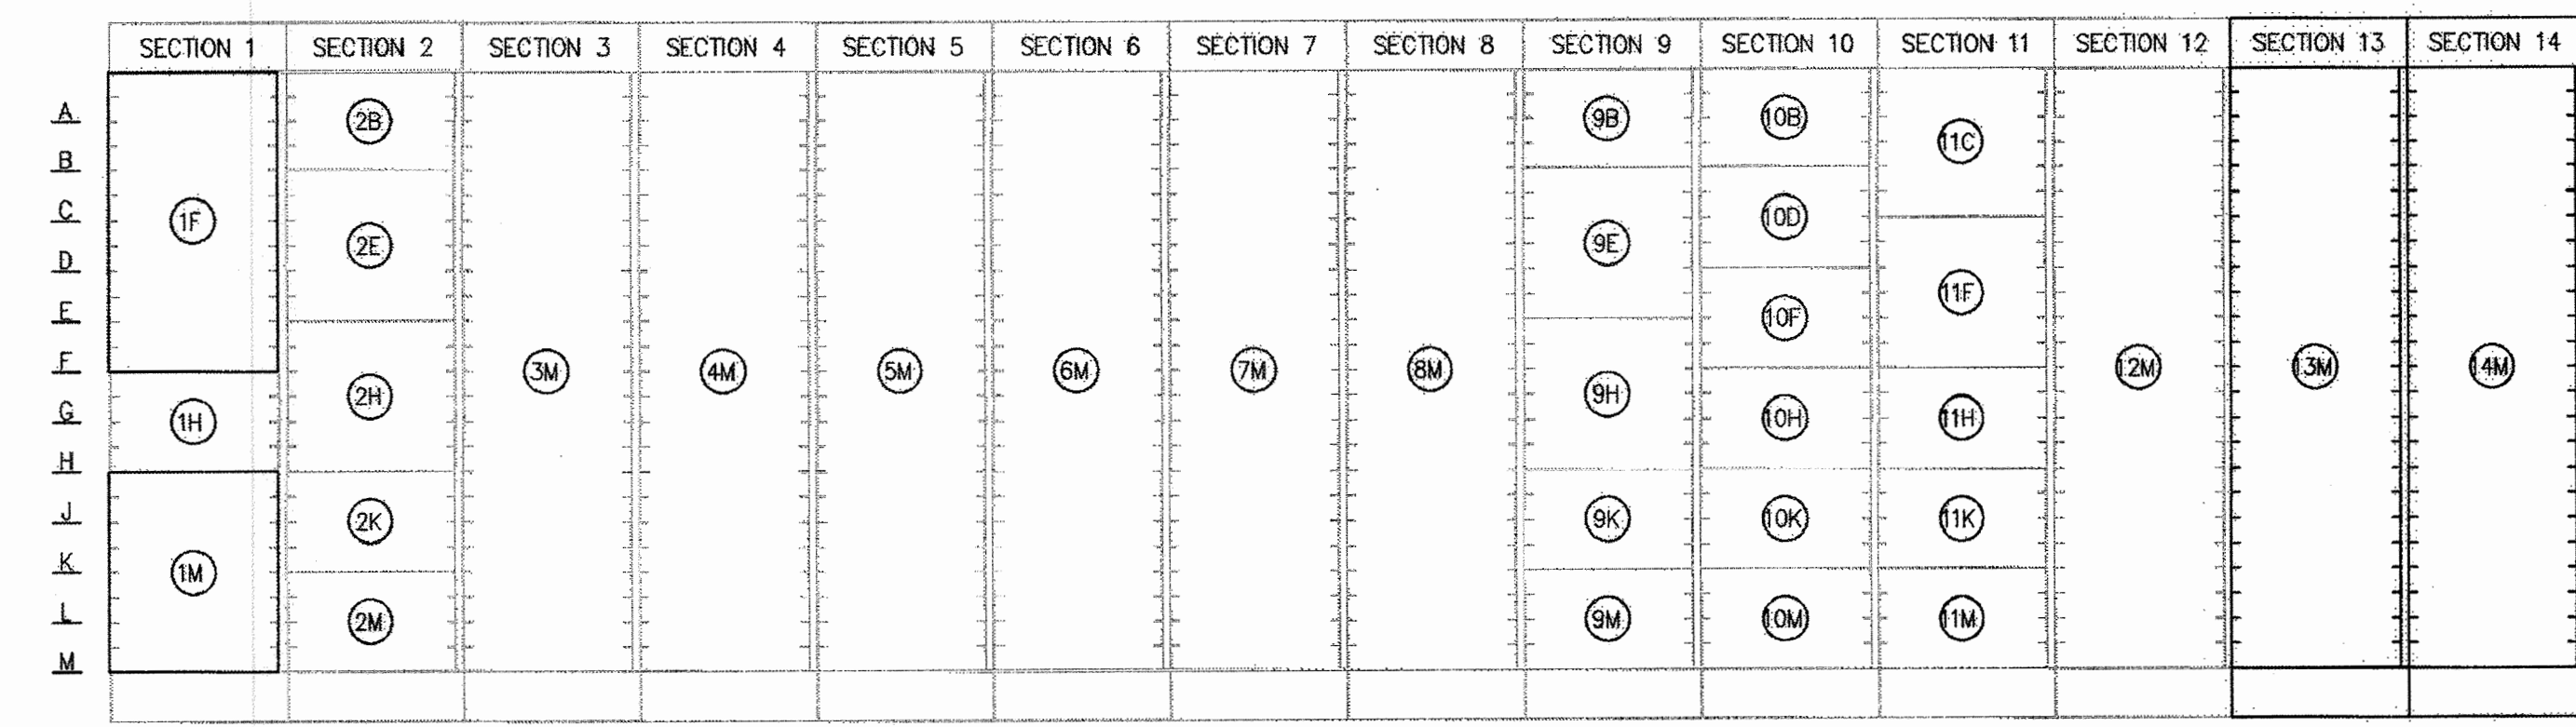 SECTION 1 SECTION 2 SECTION 3 SECTION 4 SECTION 5 SECTION 6 SECTION 7 SECTION 8 SECTION 9 SECTION 10 SECTION 11 SECTION 12 SECTION 13 SECTION 14
A 2B 9B 10B
11C
B
C 1F 10D
2E 9E
D
11F
E 10F
F 3M 4M 5M 6M 7M 8M 12M 13M 14M
2H 9H
G 1H 10H 11H
H
J 2K 9K 10K 11K
K 1M
L 2M 9M 10M 11M
M